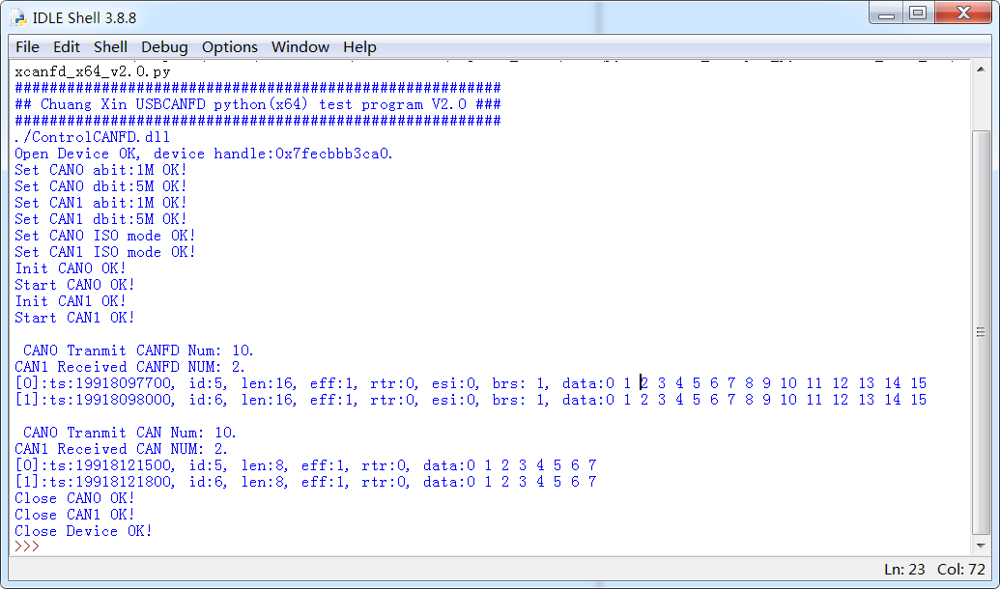 IDLE Shell 3.8.8
File Edit Shell Debug Options Window Help
xcanfd_x64_v2.0.py
########################################################
## Chuang Xin USBCANFD python(x64) test program V2.0 ###
########################################################
./ControlCANFD.dll
Open Device OK, device handle:0x7fecbbb3ca0.
Set CAN0 abit:1M OK!
Set CAN0 dbit:5M OK!
Set CAN1 abit:1M OK!
Set CAN1 dbit:5M OK!
Set CAN0 ISO mode OK!
Set CAN1 ISO mode OK!
Init CAN0 OK!
Start CAN0 OK!
Init CAN1 OK!
Start CAN1 OK!
CAN0 Tranmit CANFD Num: 10.
CAN1 Received CANFD NUM: 2.
[0]:ts:19918097700, id:5, len:16, eff:1, rtr:0, esi:0, brs: 1, data:0 1 2 3 4 5 6 7 8 9 10 11 12 13 14 15
[1]:ts:19918098000, id:6, len:16, eff:1, rtr:0, esi:0, brs: 1, data:0 1 2 3 4 5 6 7 8 9 10 11 12 13 14 15
CAN0 Tranmit CAN Num: 10.
CAN1 Received CAN NUM: 2.
[0]:ts:19918121500, id:5, len:8, eff:1, rtr:0, data:0 1 2 3 4 5 6 7
[1]:ts:19918121800, id:6, len:8, eff:1, rtr:0, data:0 1 2 3 4 5 6 7
Close CAN0 OK!
Close CAN1 OK!
Close Device OK!
>>>
Ln: 23 Col: 72